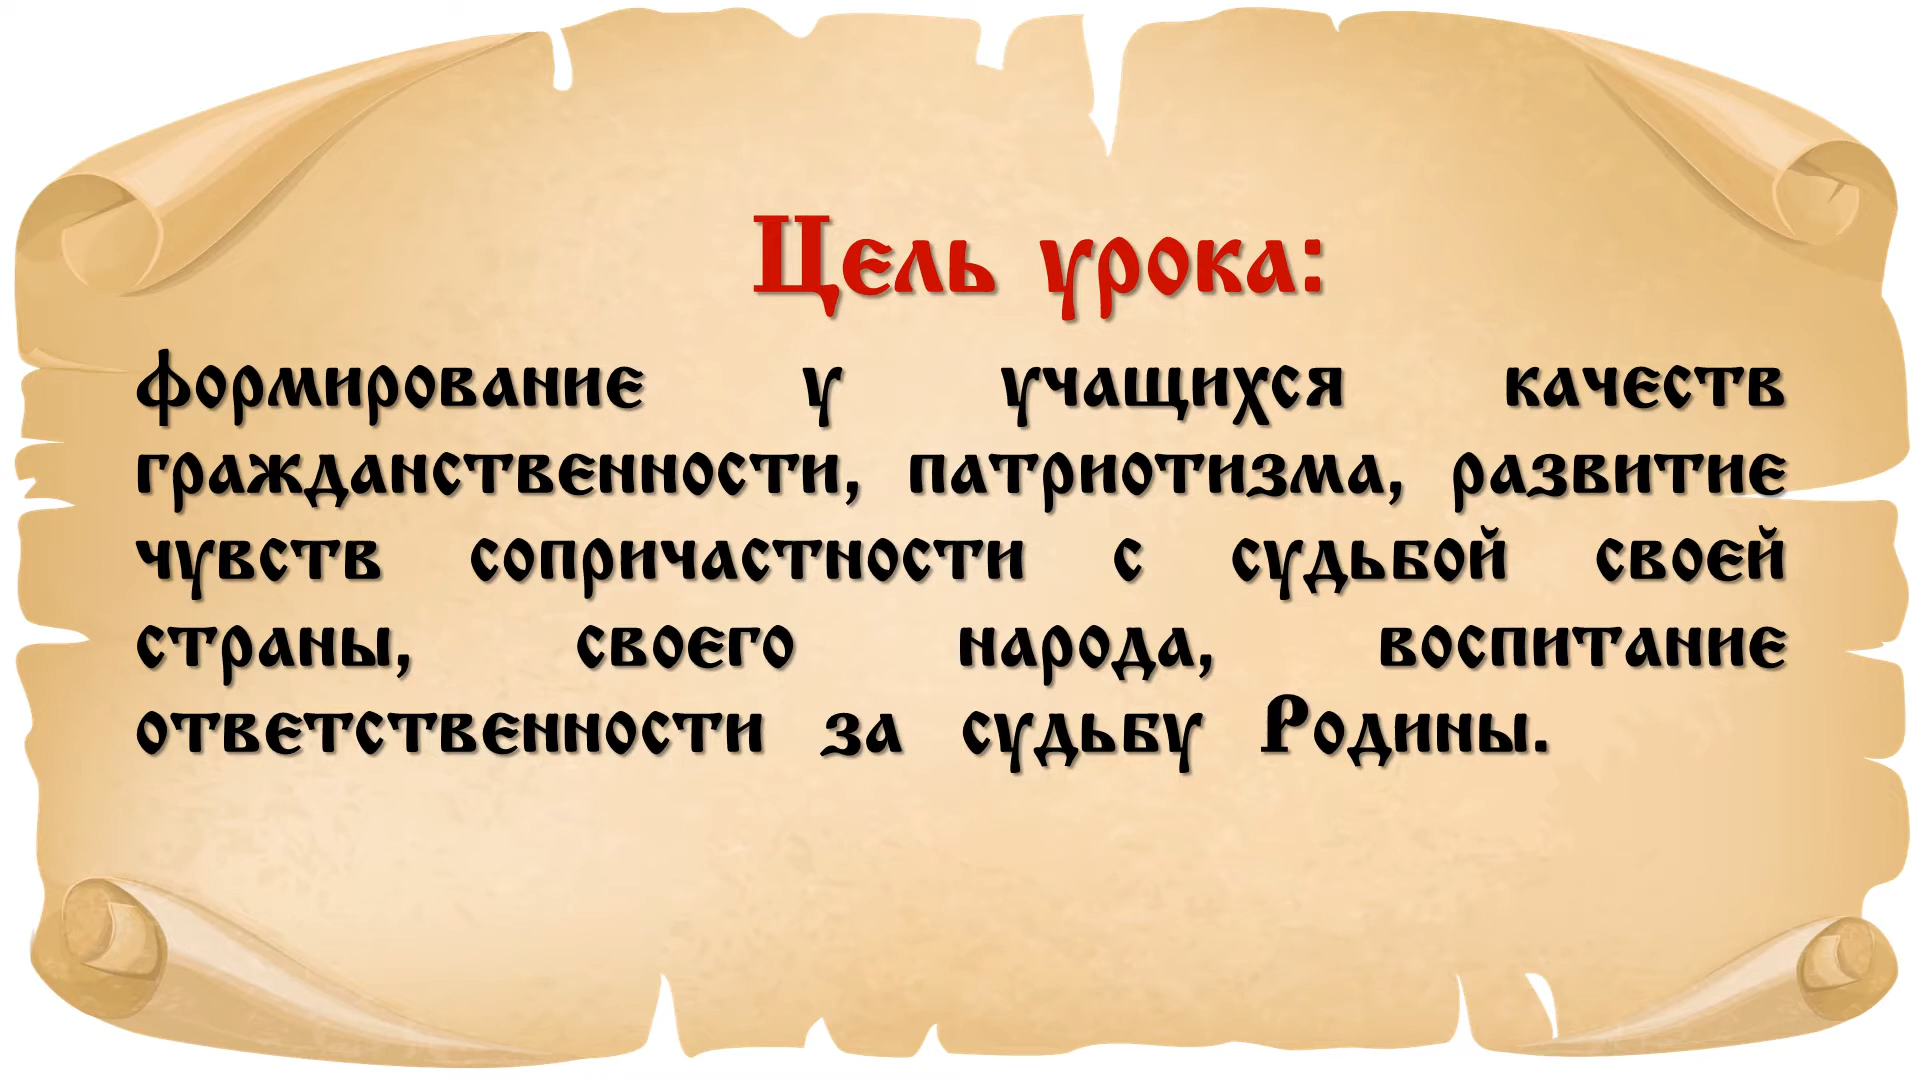 Цель урока:
формирование у учащихся качеств
гражданственности, патриотизма, развитие
чувств сопричастности с судьбой своей
страны, своего народа, воспитание
ответственности за судьбу Родины.